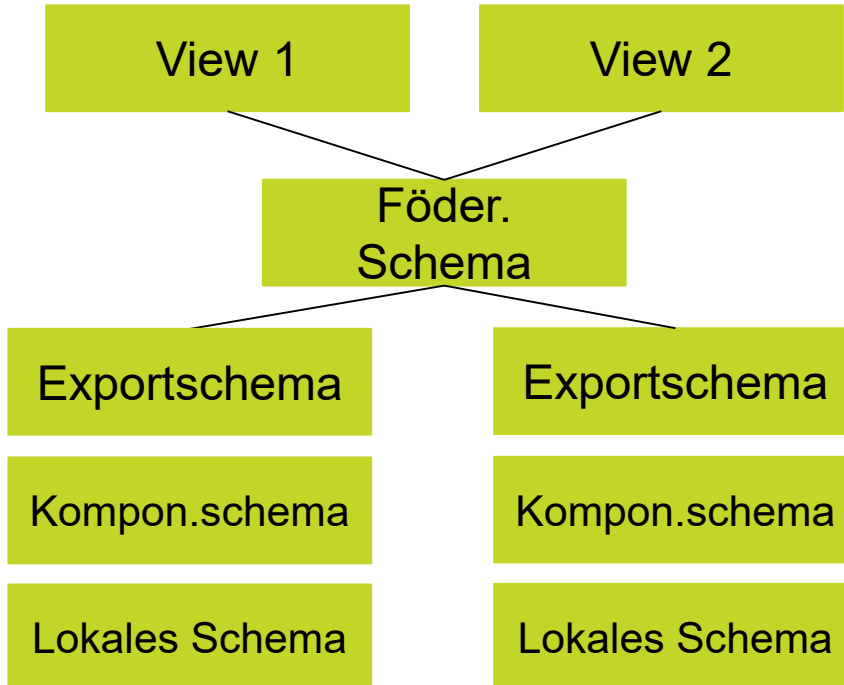 View 1
View 2
Föder.
Schema
Exportschema
Exportschema
Kompon.schema
Kompon.schema
Lokales Schema
Lokales Schema